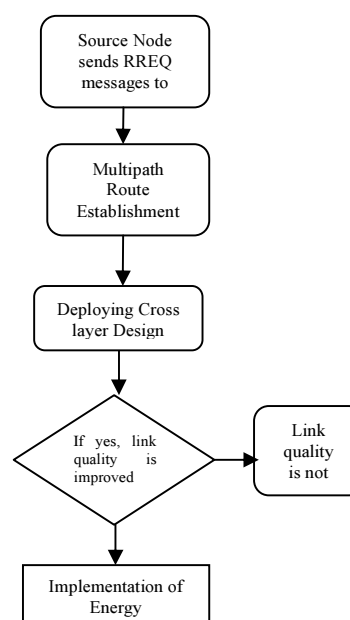 Source Node
sends RREQ
messages to
Multipath
Route
Establishment
Deploying Cross
layer Design
If yes, link
quality is
improved
Link
quality
is not
Implementation of
Energy